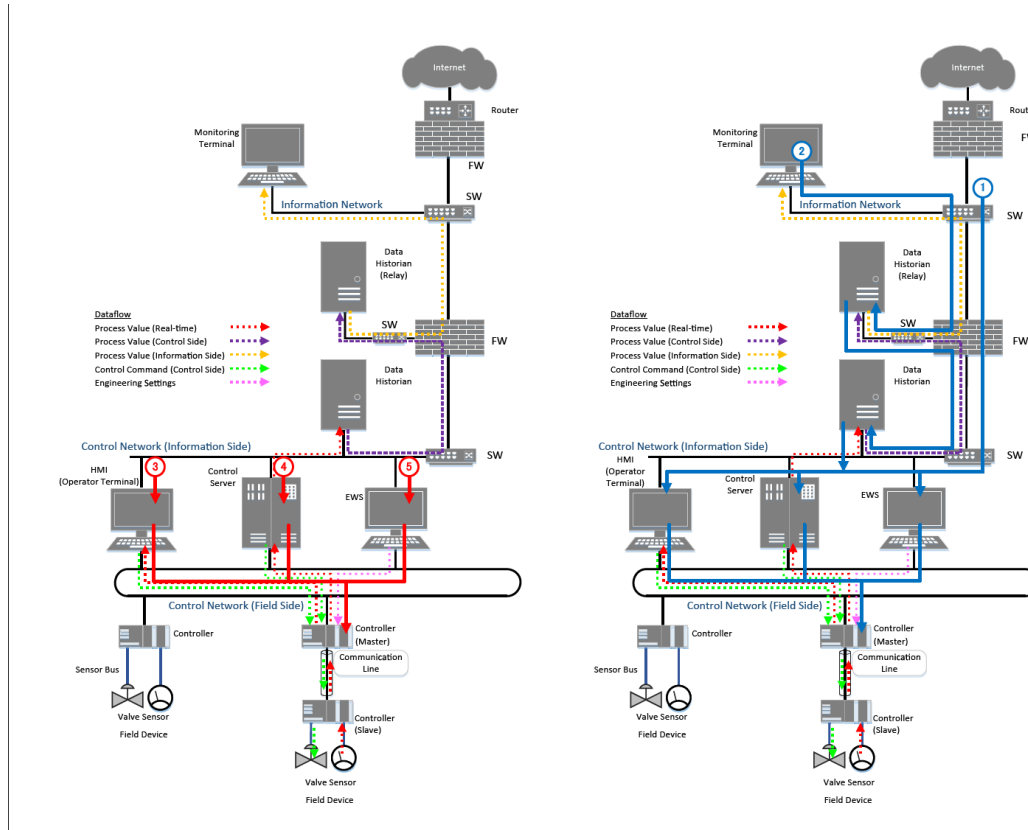 Internet
Router
Monitoring
Terminal
FW
SW
Information Network
Data
Historian
(Relay)
Dataflow
Process Value (Real-time)
Process Value (Control Side)
Process Value (Information Side)
Control Command (Control Side)
Engineering Settings
SW
FW
Data
Historian
Control Network (Information Side)
SW
HMI
(Operator Terminal)
3
Control
Server
4
5
EWS
Control Network (Field Side)
Controller
Controller
(Master)
Sensor Bus
Communication
Line
Valve Sensor
Field Device
Controller
(Slave)
Valve Sensor
Field Device
Internet
Route
Monitoring
Terminal
2
FW
1
SW
Information Network
Data
Historian
(Relay)
Dataflow
Process Value (Real-time)
Process Value (Control Side)
Process Value (Information Side)
Control Command (Control Side)
Engineering Settings
SW
FW
Data
Historian
Control Network (Information Side)
SW
HMI
(Operator Terminal)
Control
Server
EWS
Control Network (Field Side)
Controller
Controller
(Master)
Sensor Bus
Communication
Line
Valve Sensor
Field Device
Controller
(Slave)
Valve Sensor
Field Device